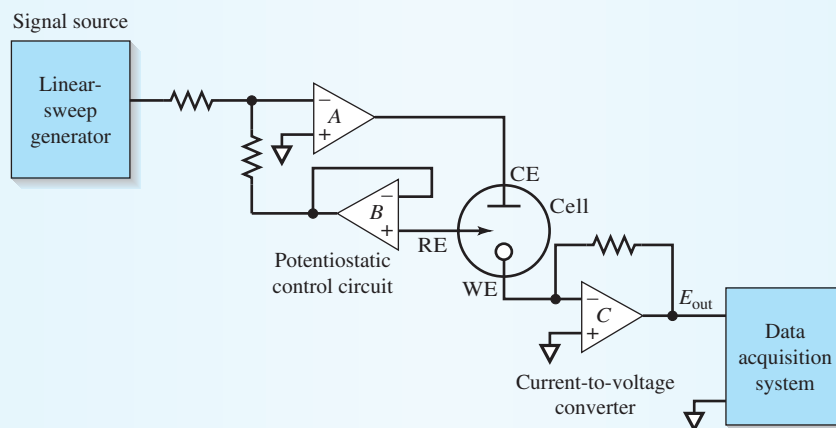 Signal source
Linear-
sweep
generator
−
A
+
CE
Cell
−
B
+
RE
Potentiostatic
control circuit
WE
−
C
+
E out
Current-to-voltage
converter
Data
acquisition
system